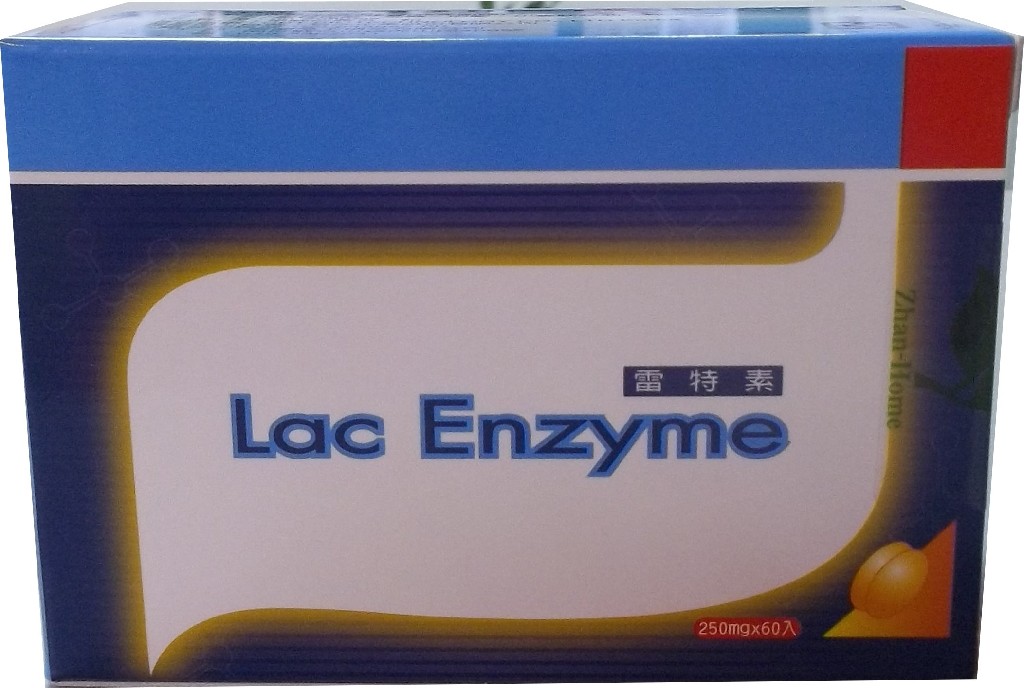 雷特素
Lac Enzyme
Zhan-Home
250mgx60入